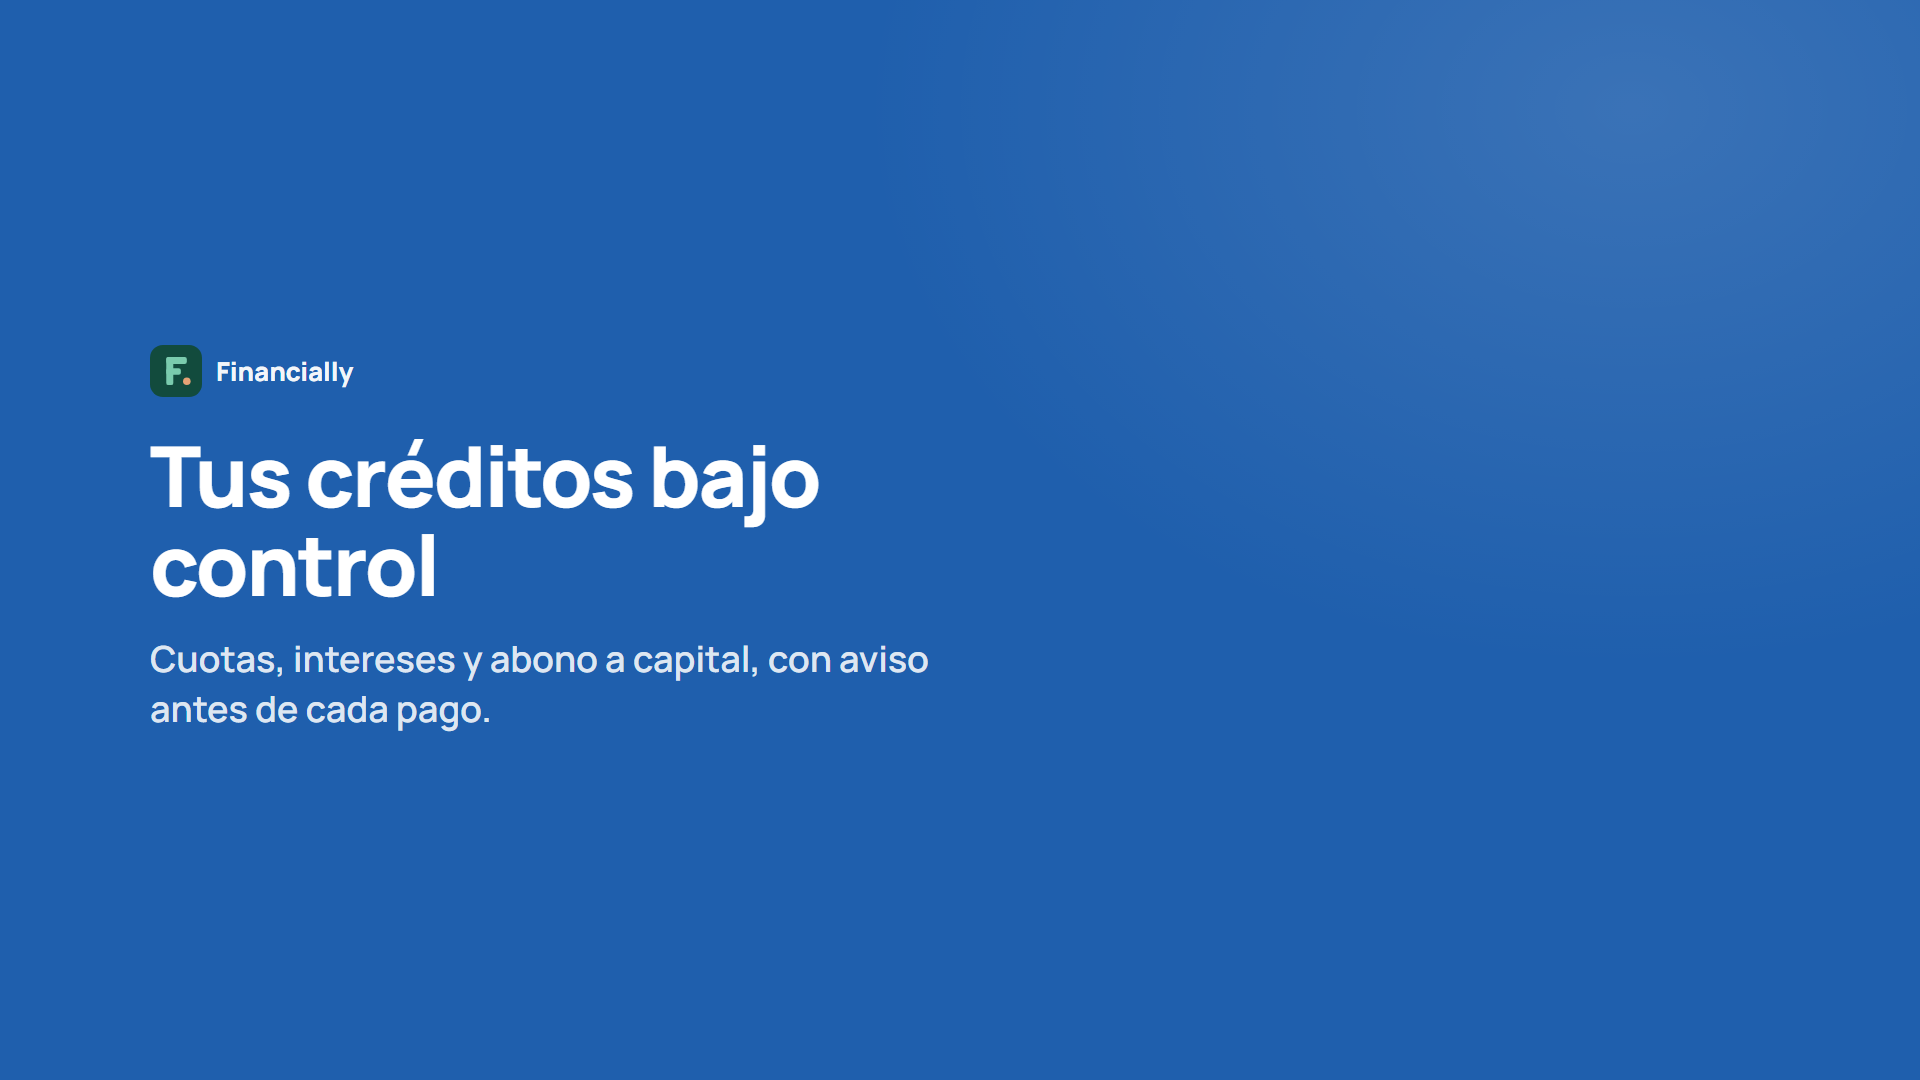 F.
Financially
Tus créditos bajo
control
Cuotas, intereses y abono a capital, con aviso
antes de cada pago.